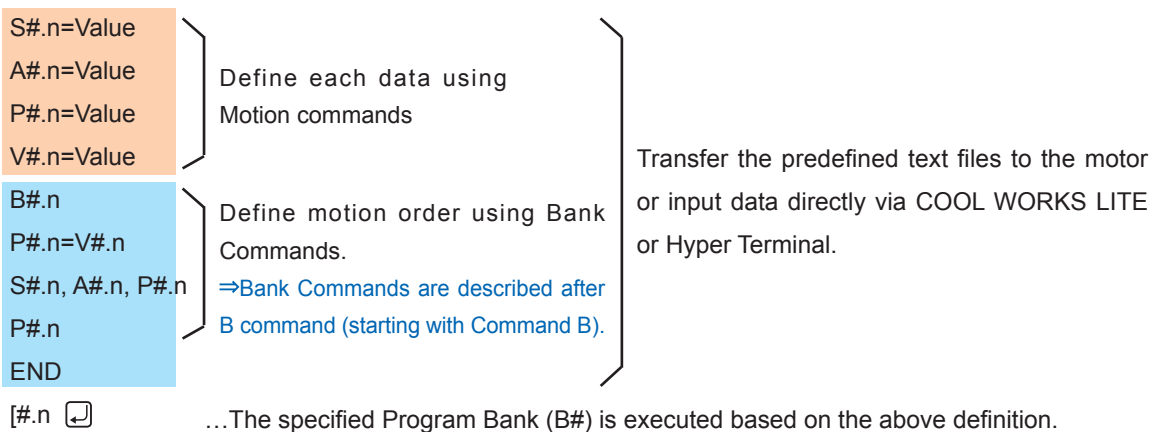 S#.n=Value
A#.n=Value
P#.n=Value
V#.n=Value
Define each data using
Motion commands
B#.n
P#.n=V#.n
S#.n, A#.n, P#.n
P#.n
END
Define motion order using Bank
Commands.
⇒Bank Commands are described after
B command (starting with Command B).
Transfer the predefined text files to the motor
or input data directly via COOL WORKS LITE
or Hyper Terminal.
[#.n ↵ …The specified Program Bank (B#) is executed based on the above definition.